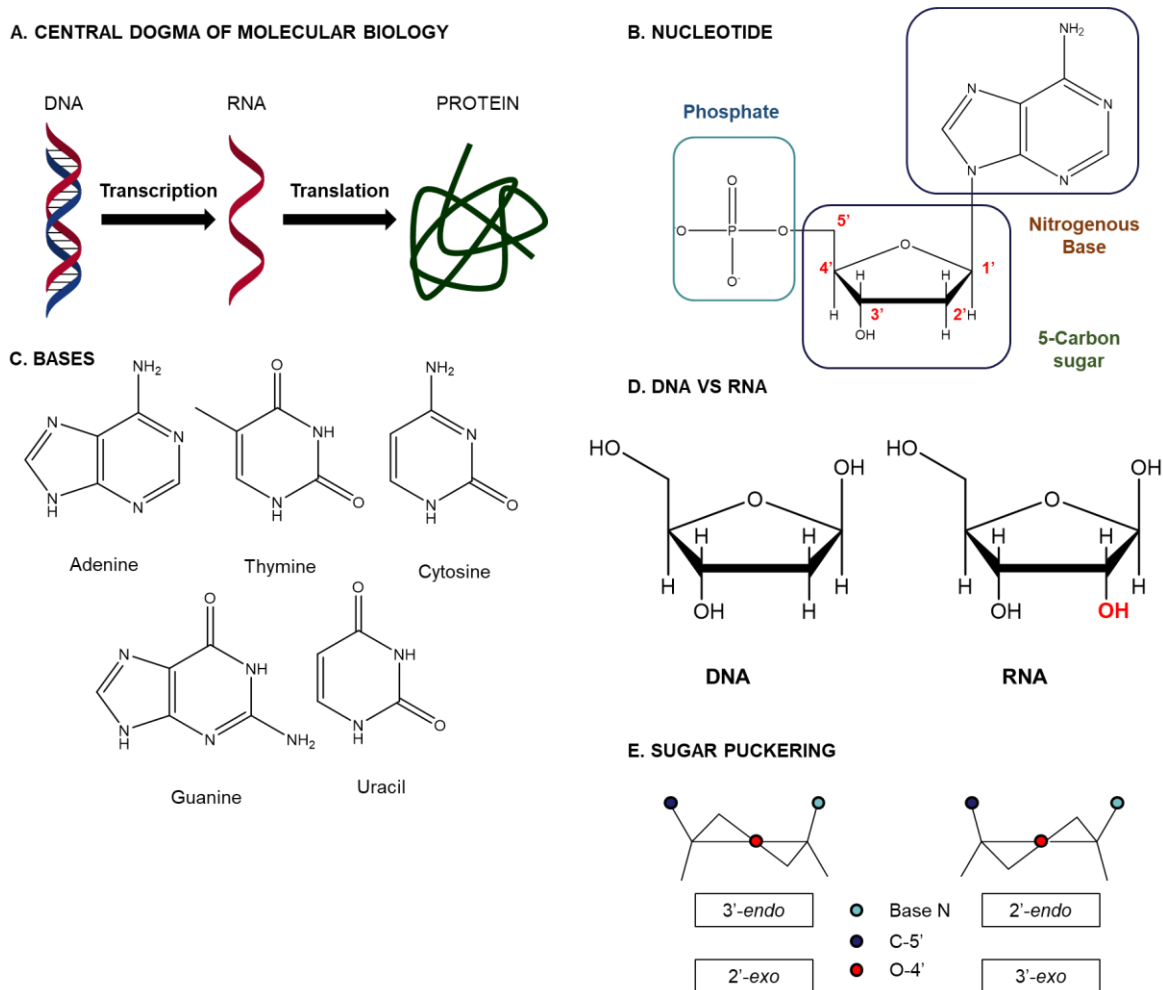 A. CENTRAL DOGMA OF MOLECULAR BIOLOGY
DNA
RNA
PROTEIN
Transcription
Translation
B. NUCLEOTIDE
Phosphate
NH₂
N
N
N
N
O
O
P
O
O⁻
5'
O
4'
1'
H
H
3'
2'
H
H
OH
H
Nitrogenous
Base
5-Carbon
sugar
C. BASES
NH₂
N
N
N
H
N
Adenine
O
NH
N
H
O
Thymine
NH₂
N
N
H
O
Cytosine
O
N
NH
N
H
N
NH₂
Guanine
O
NH
N
H
O
Uracil
D. DNA VS RNA
HO
OH
O
H
H
H
H
OH
H
DNA
HO
OH
O
H
H
H
H
OH
OH
RNA
E. SUGAR PUCKERING
3'-endo
2'-exo
Base N
C-5'
O-4'
2'-endo
3'-exo